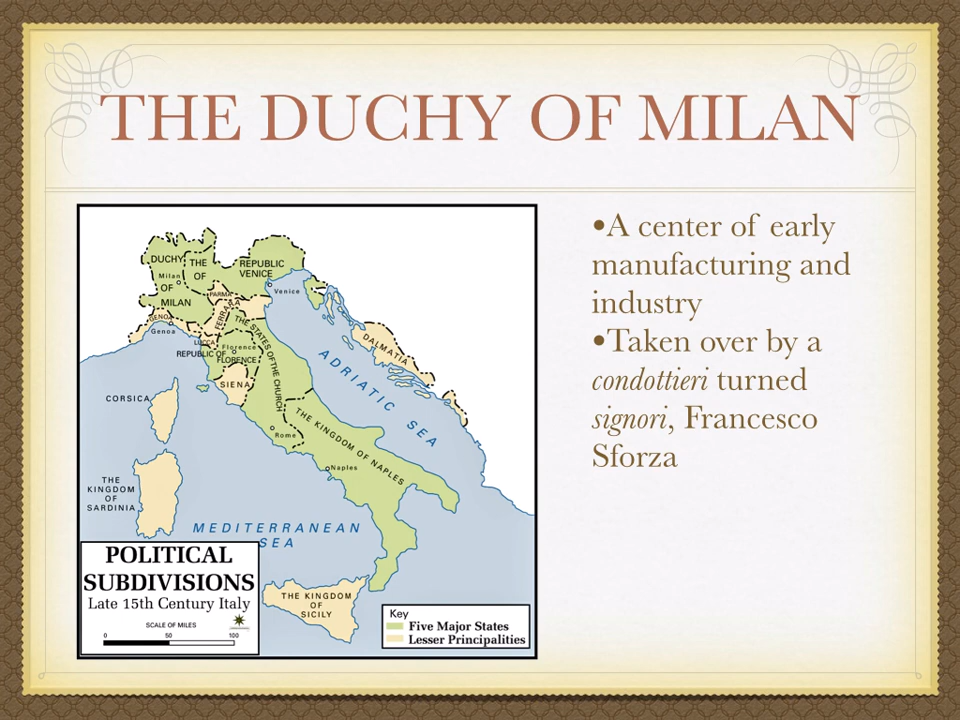 THE DUCHY OF MILAN
•A center of early
manufacturing and
industry
•Taken over by a
condottieri turned
signori, Francesco
Sforza
DUCHY
Milan
OF
MILAN
THE
OF
REPUBLIC
VENICE
Venice
PARMA
GENOA
Genoa
LUCCA
FERRARA
THE STATES OF THE CHURCH
Florence
REPUBLIC OF
FLORENCE
SIENA
DALMATIA
ADRIATIC SEA
CORSICA
Rome
THE KINGDOM OF NAPLES
Naples
THE
KINGDOM
OF
SARDINIA
MEDITERRANEAN
SEA
THE KINGDOM
OF
SICILY
POLITICAL
SUBDIVISIONS
Late 15th Century Italy
SCALE OF MILES
0 50 100
Key
Five Major States
Lesser Principalities